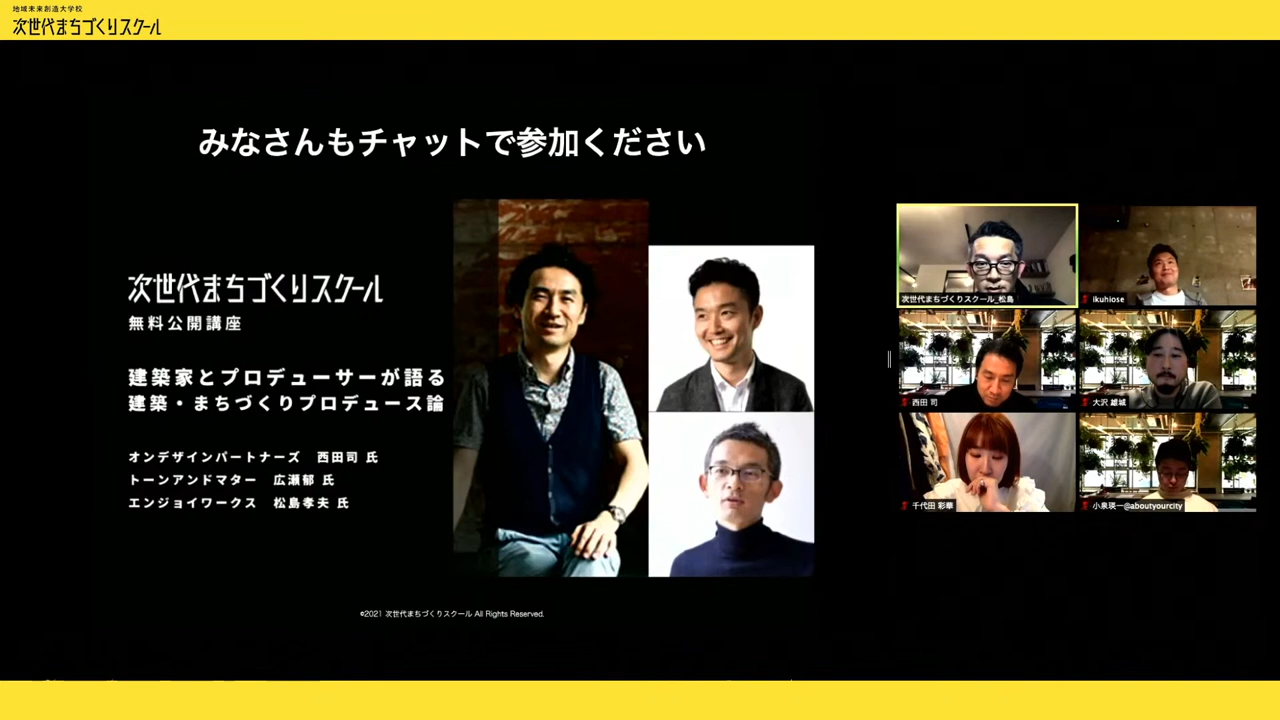 地域未来創造大学校
次世代まちづくりスクール
みなさんもチャットで参加ください
次世代まちづくりスクール
無料公開講座
建築家とプロデューサーが語る
建築・まちづくりプロデュース論
オンデザインパートナーズ 西田司 氏
トーンアンドマター 広瀬郁 氏
エンジョイワークス 松島孝夫 氏
©2021 次世代まちづくりスクール All Rights Reserved.
次世代まちづくりスクール_松島
ikuhiose
西田 司
大沢 雄城
千代田 彩華
小泉瑛一@aboutyourcity